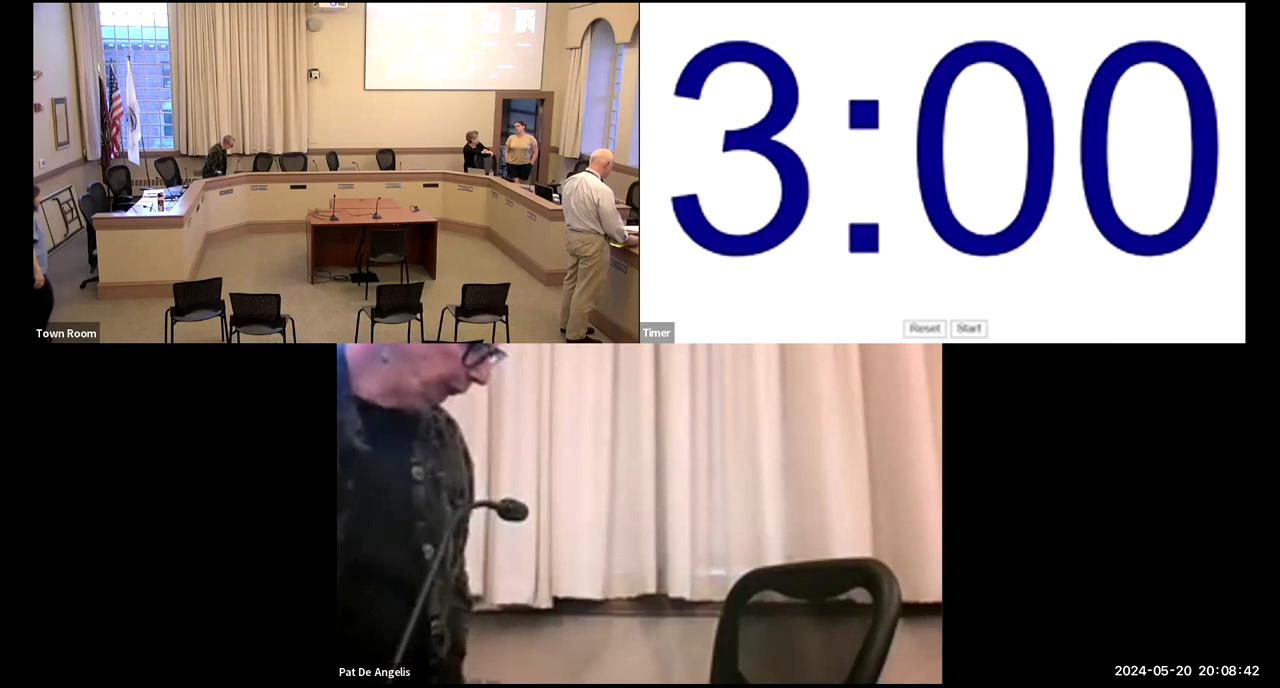 3:00
Town Room
Timer
Reset Start
Pat De Angelis
2024-05-20 20:08:42